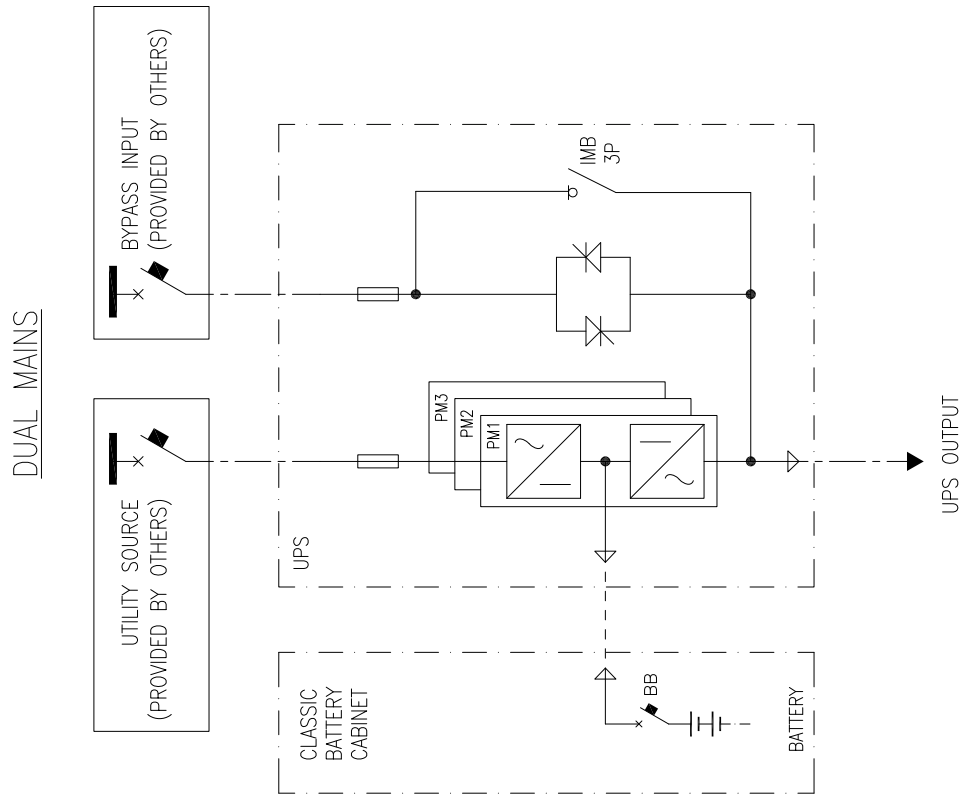 DUAL MAINS
UTILITY SOURCE
(PROVIDED BY OTHERS)
BYPASS INPUT
(PROVIDED BY OTHERS)
UPS
PM3
PM2
PM1
IMB
3P
CLASSIC
BATTERY
CABINET
BB
BATTERY
UPS OUTPUT